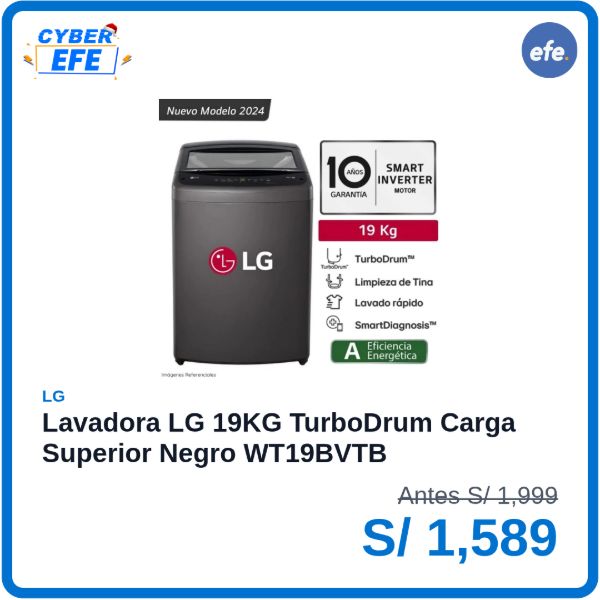 CYBER
EFE
efe.
Nuevo Modelo 2024
10
AÑOS
GARANTÍA
SMART
INVERTER
MOTOR
19 Kg
LG
TurboDrum™
TurboDrum™
Limpieza de Tina
Lavado rápido
SmartDiagnosis™
A Eficiencia
Energética
Imágenes Referenciales
LG
Lavadora LG 19KG TurboDrum Carga
Superior Negro WT19BVTB
Antes S/ 1,999
S/ 1,589